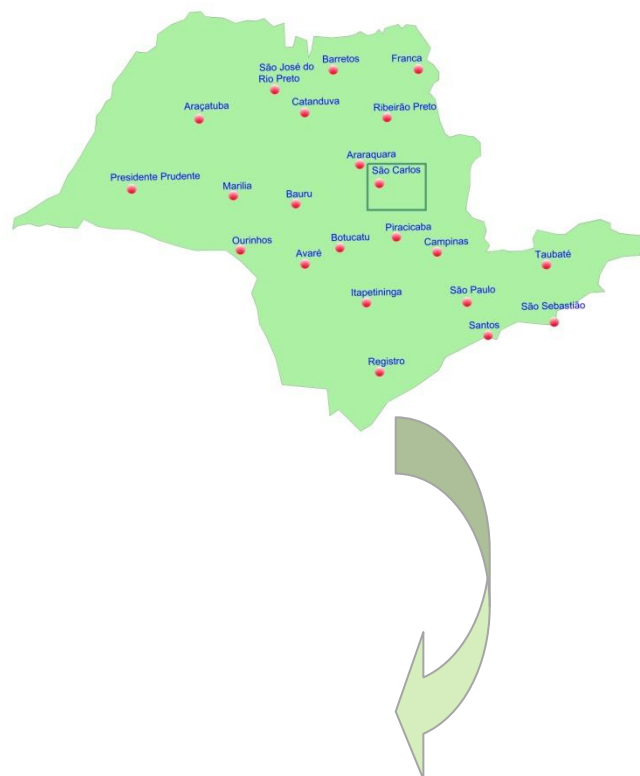 Barretos
Franca
São José do
Rio Preto
Catanduva
Araçatuba
Ribeirão Preto
Araraquara
São Carlos
Presidente Prudente
Marilia
Bauru
Piracicaba
Ourinhos
Botucatu
Campinas
Avaré
Taubaté
Itapetininga
São Paulo
São Sebastião
Santos
Registro